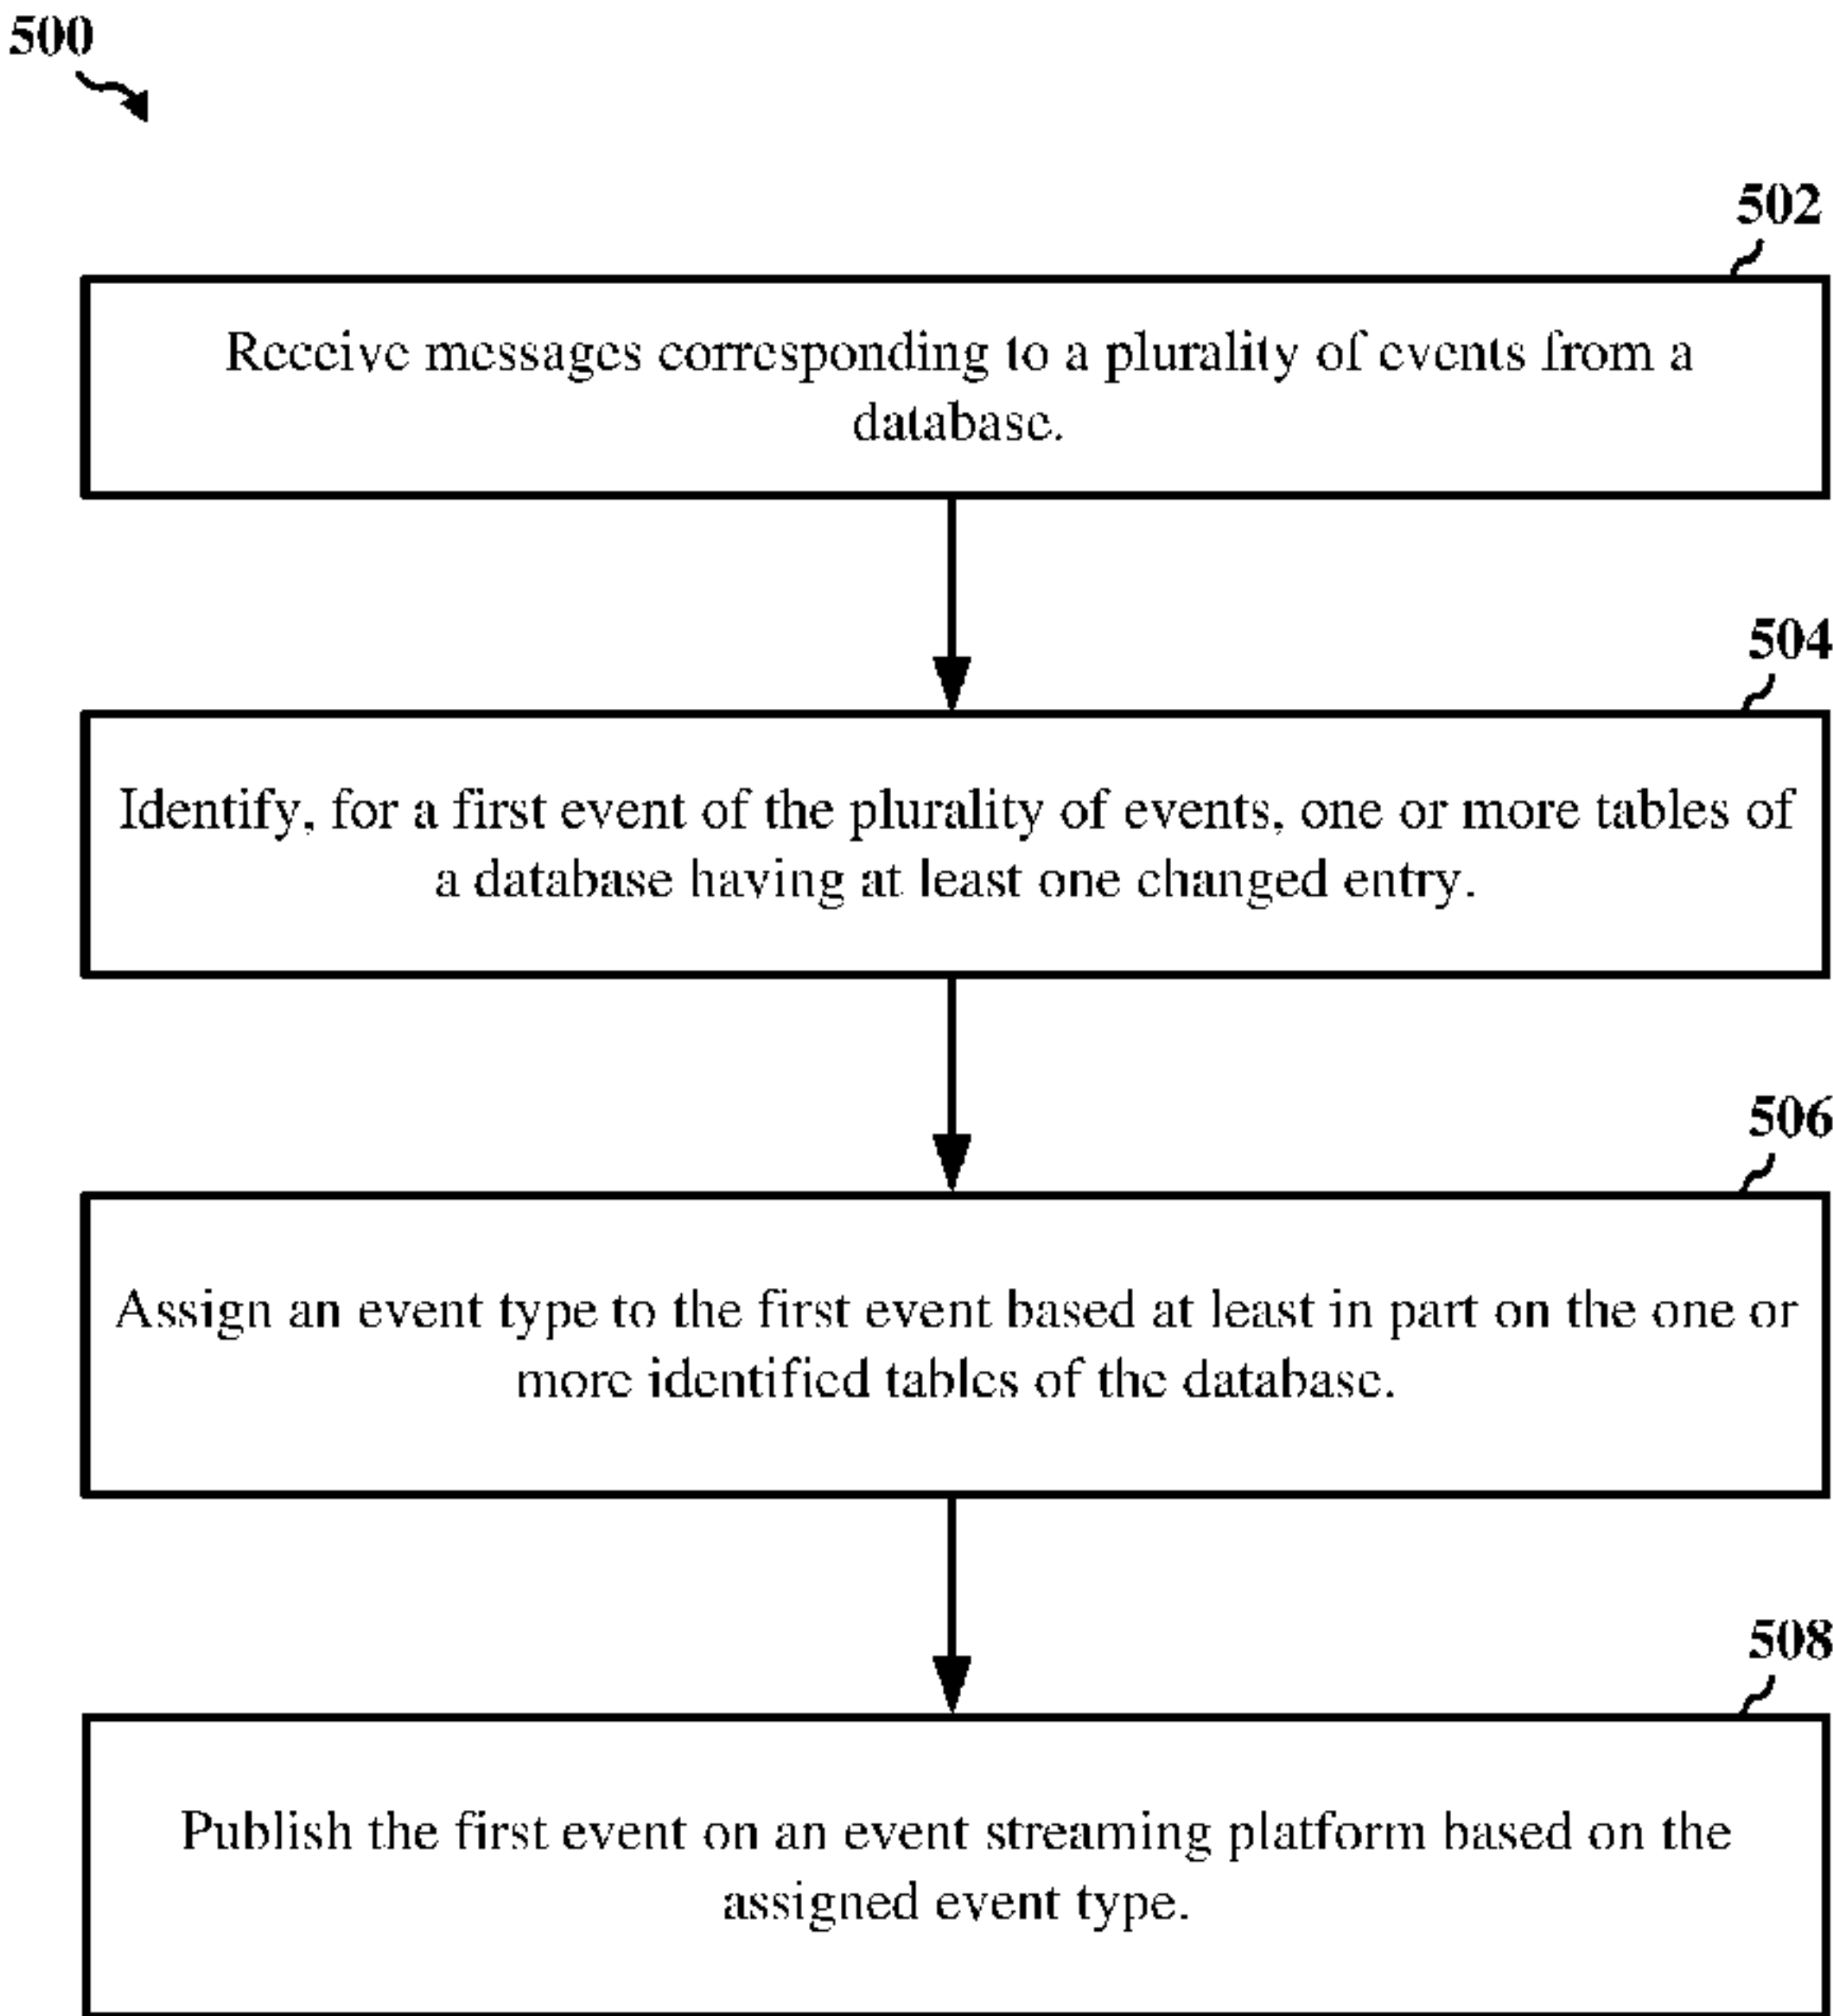 500
502
Receive messages corresponding to a plurality of events from a
database.
504
Identify, for a first event of the plurality of events, one or more tables of
a database having at least one changed entry.
506
Assign an event type to the first event based at least in part on the one or
more identified tables of the database.
508
Publish the first event on an event streaming platform based on the
assigned event type.